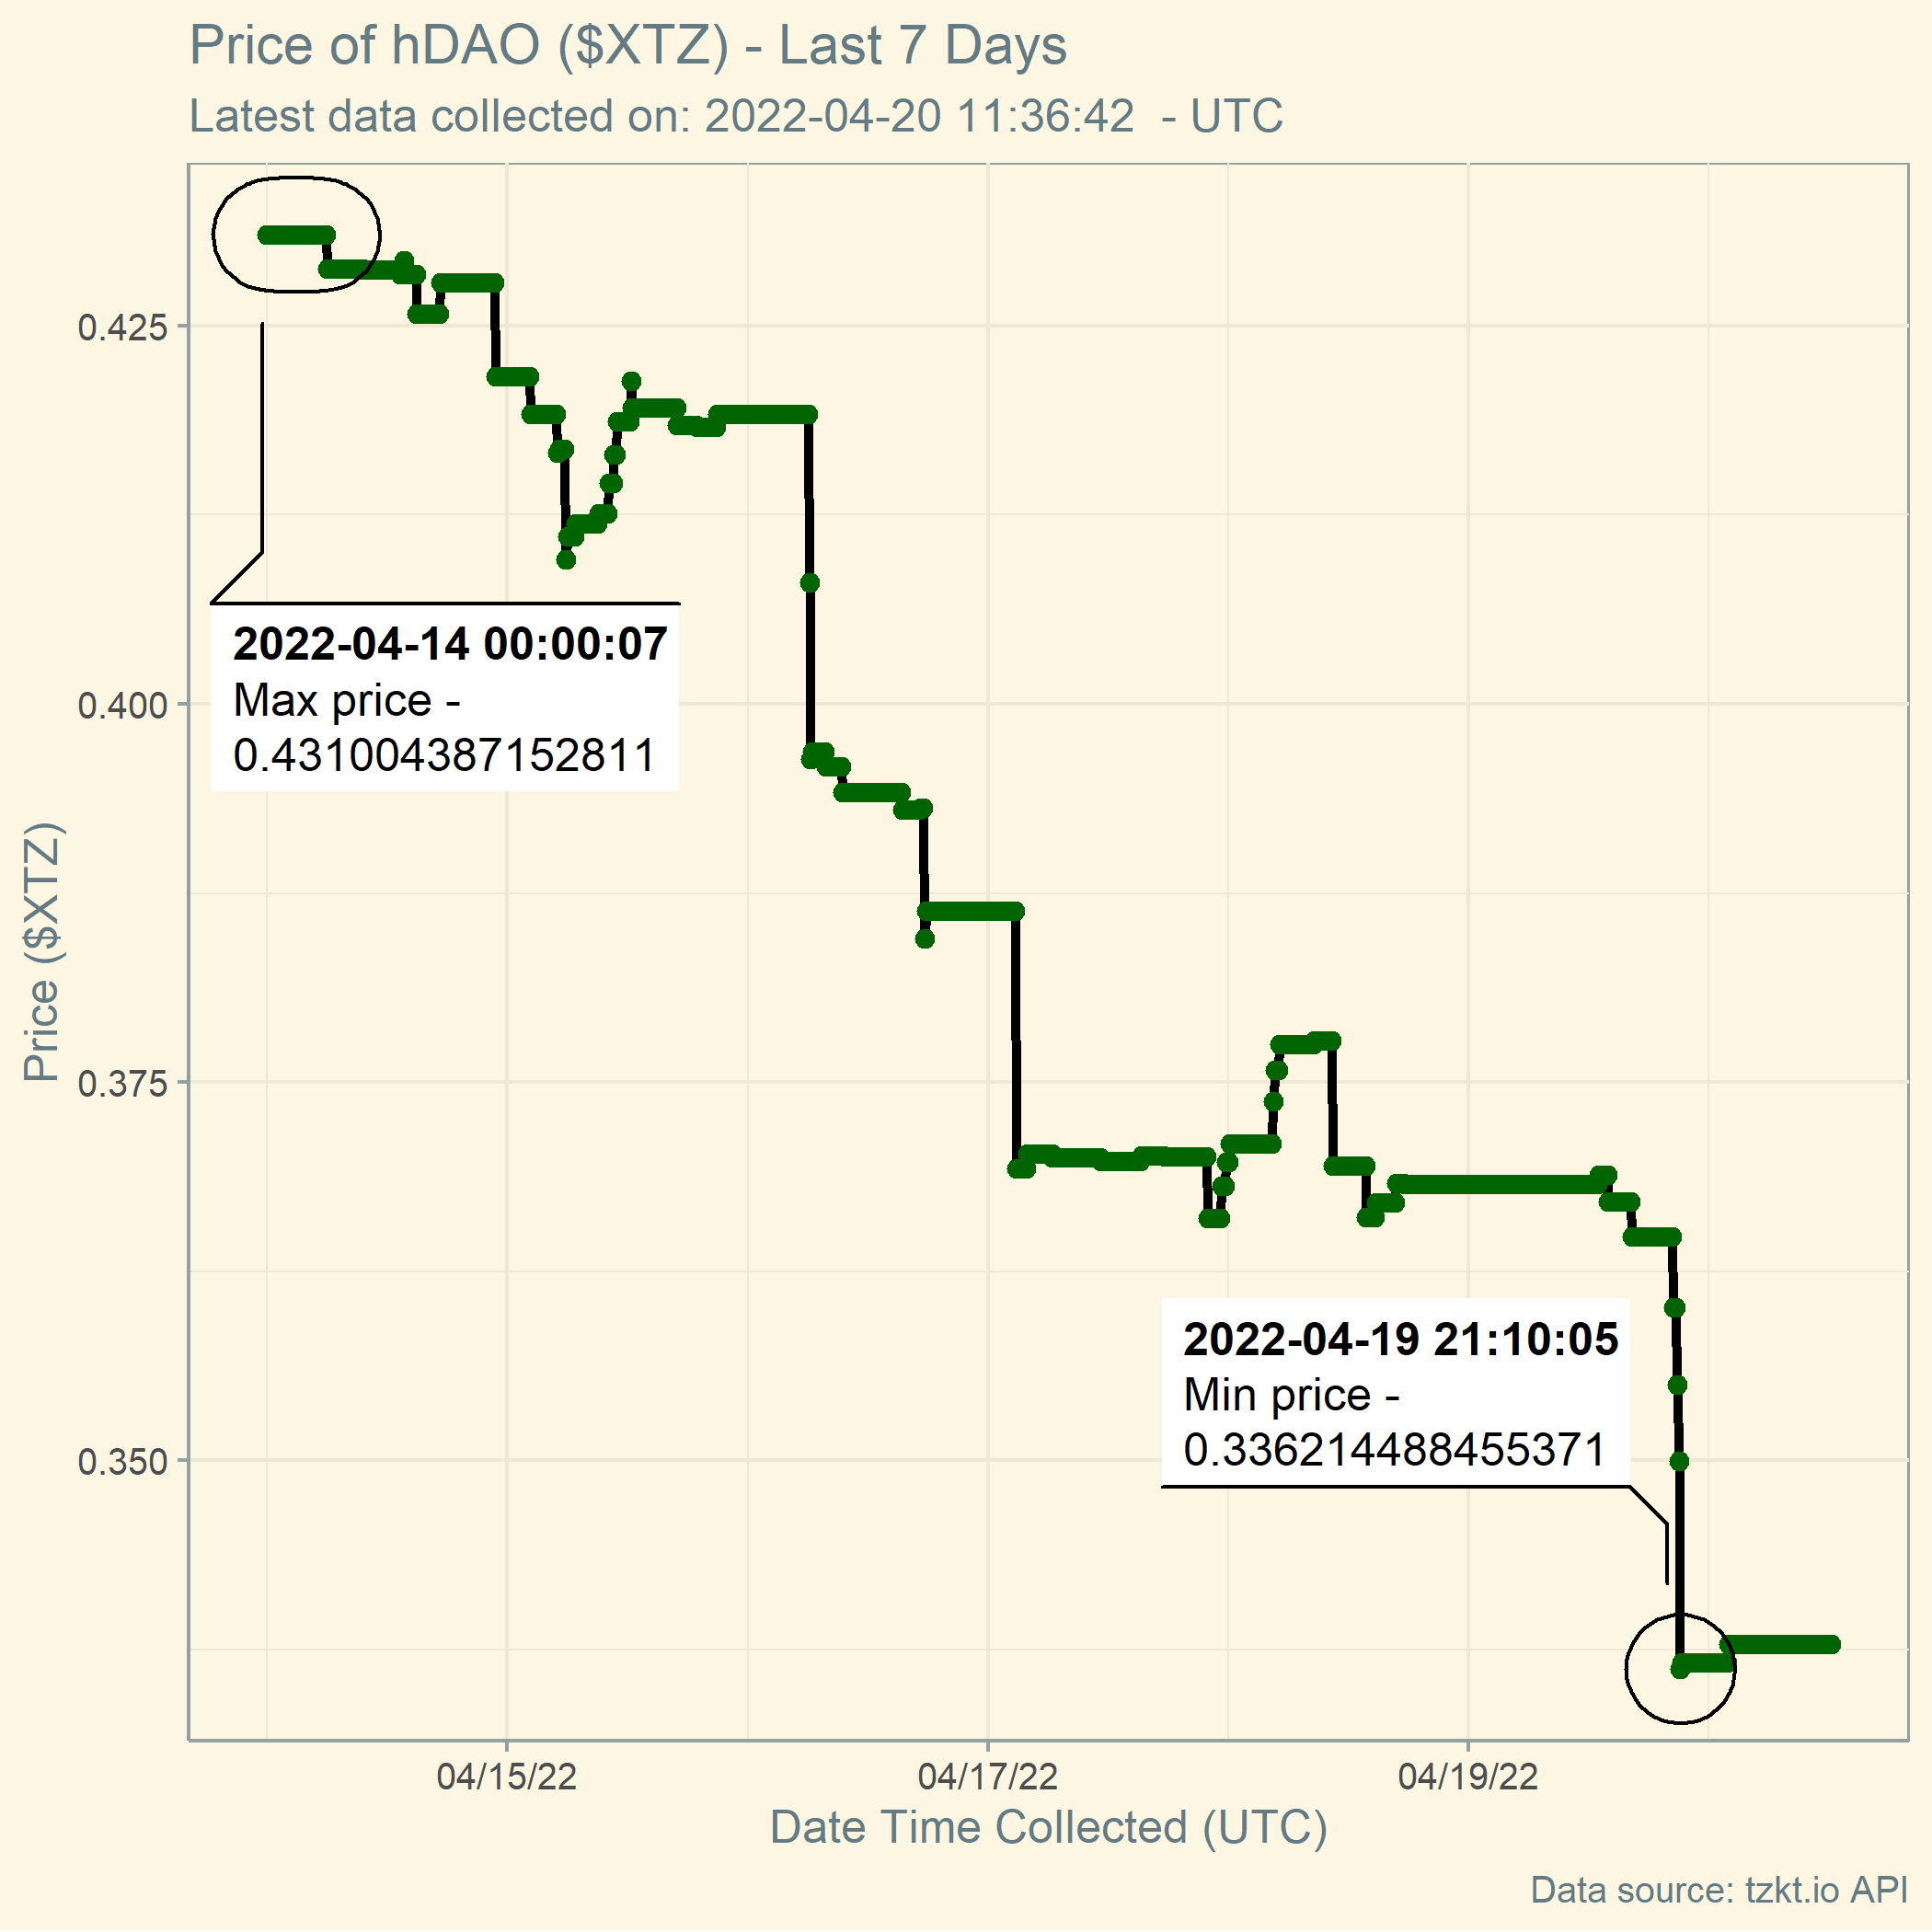 Price of hDAO ($XTZ) - Last 7 Days
Latest data collected on: 2022-04-20 11:36:42  - UTC
0.425
0.400
0.375
0.350
Price ($XTZ)
2022-04-14 00:00:07
Max price -
0.431004387152811
2022-04-19 21:10:05
Min price -
0.336214488455371
04/15/22
04/17/22
04/19/22
Date Time Collected (UTC)
Data source: tzkt.io API